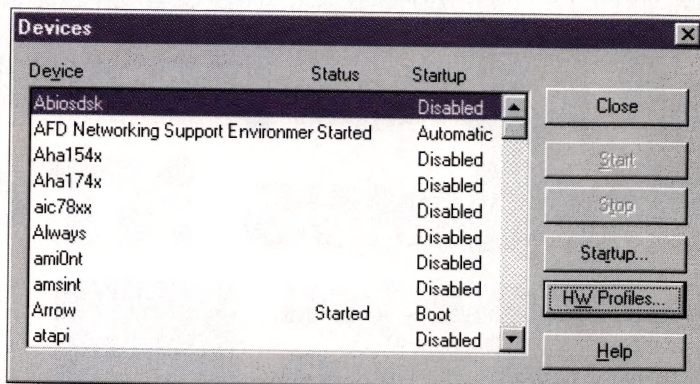 Devices
Device Status Startup
Abiosdsk Disabled
AFD Networking Support Environmer Started Automatic
Aha154x Disabled
Aha174x Disabled
aic78xx Disabled
Always Disabled
ami0nt Disabled
amsint Disabled
Arrow Started Boot
atapi Disabled
Close
Start
Stop
Startup...
HW Profiles...
Help